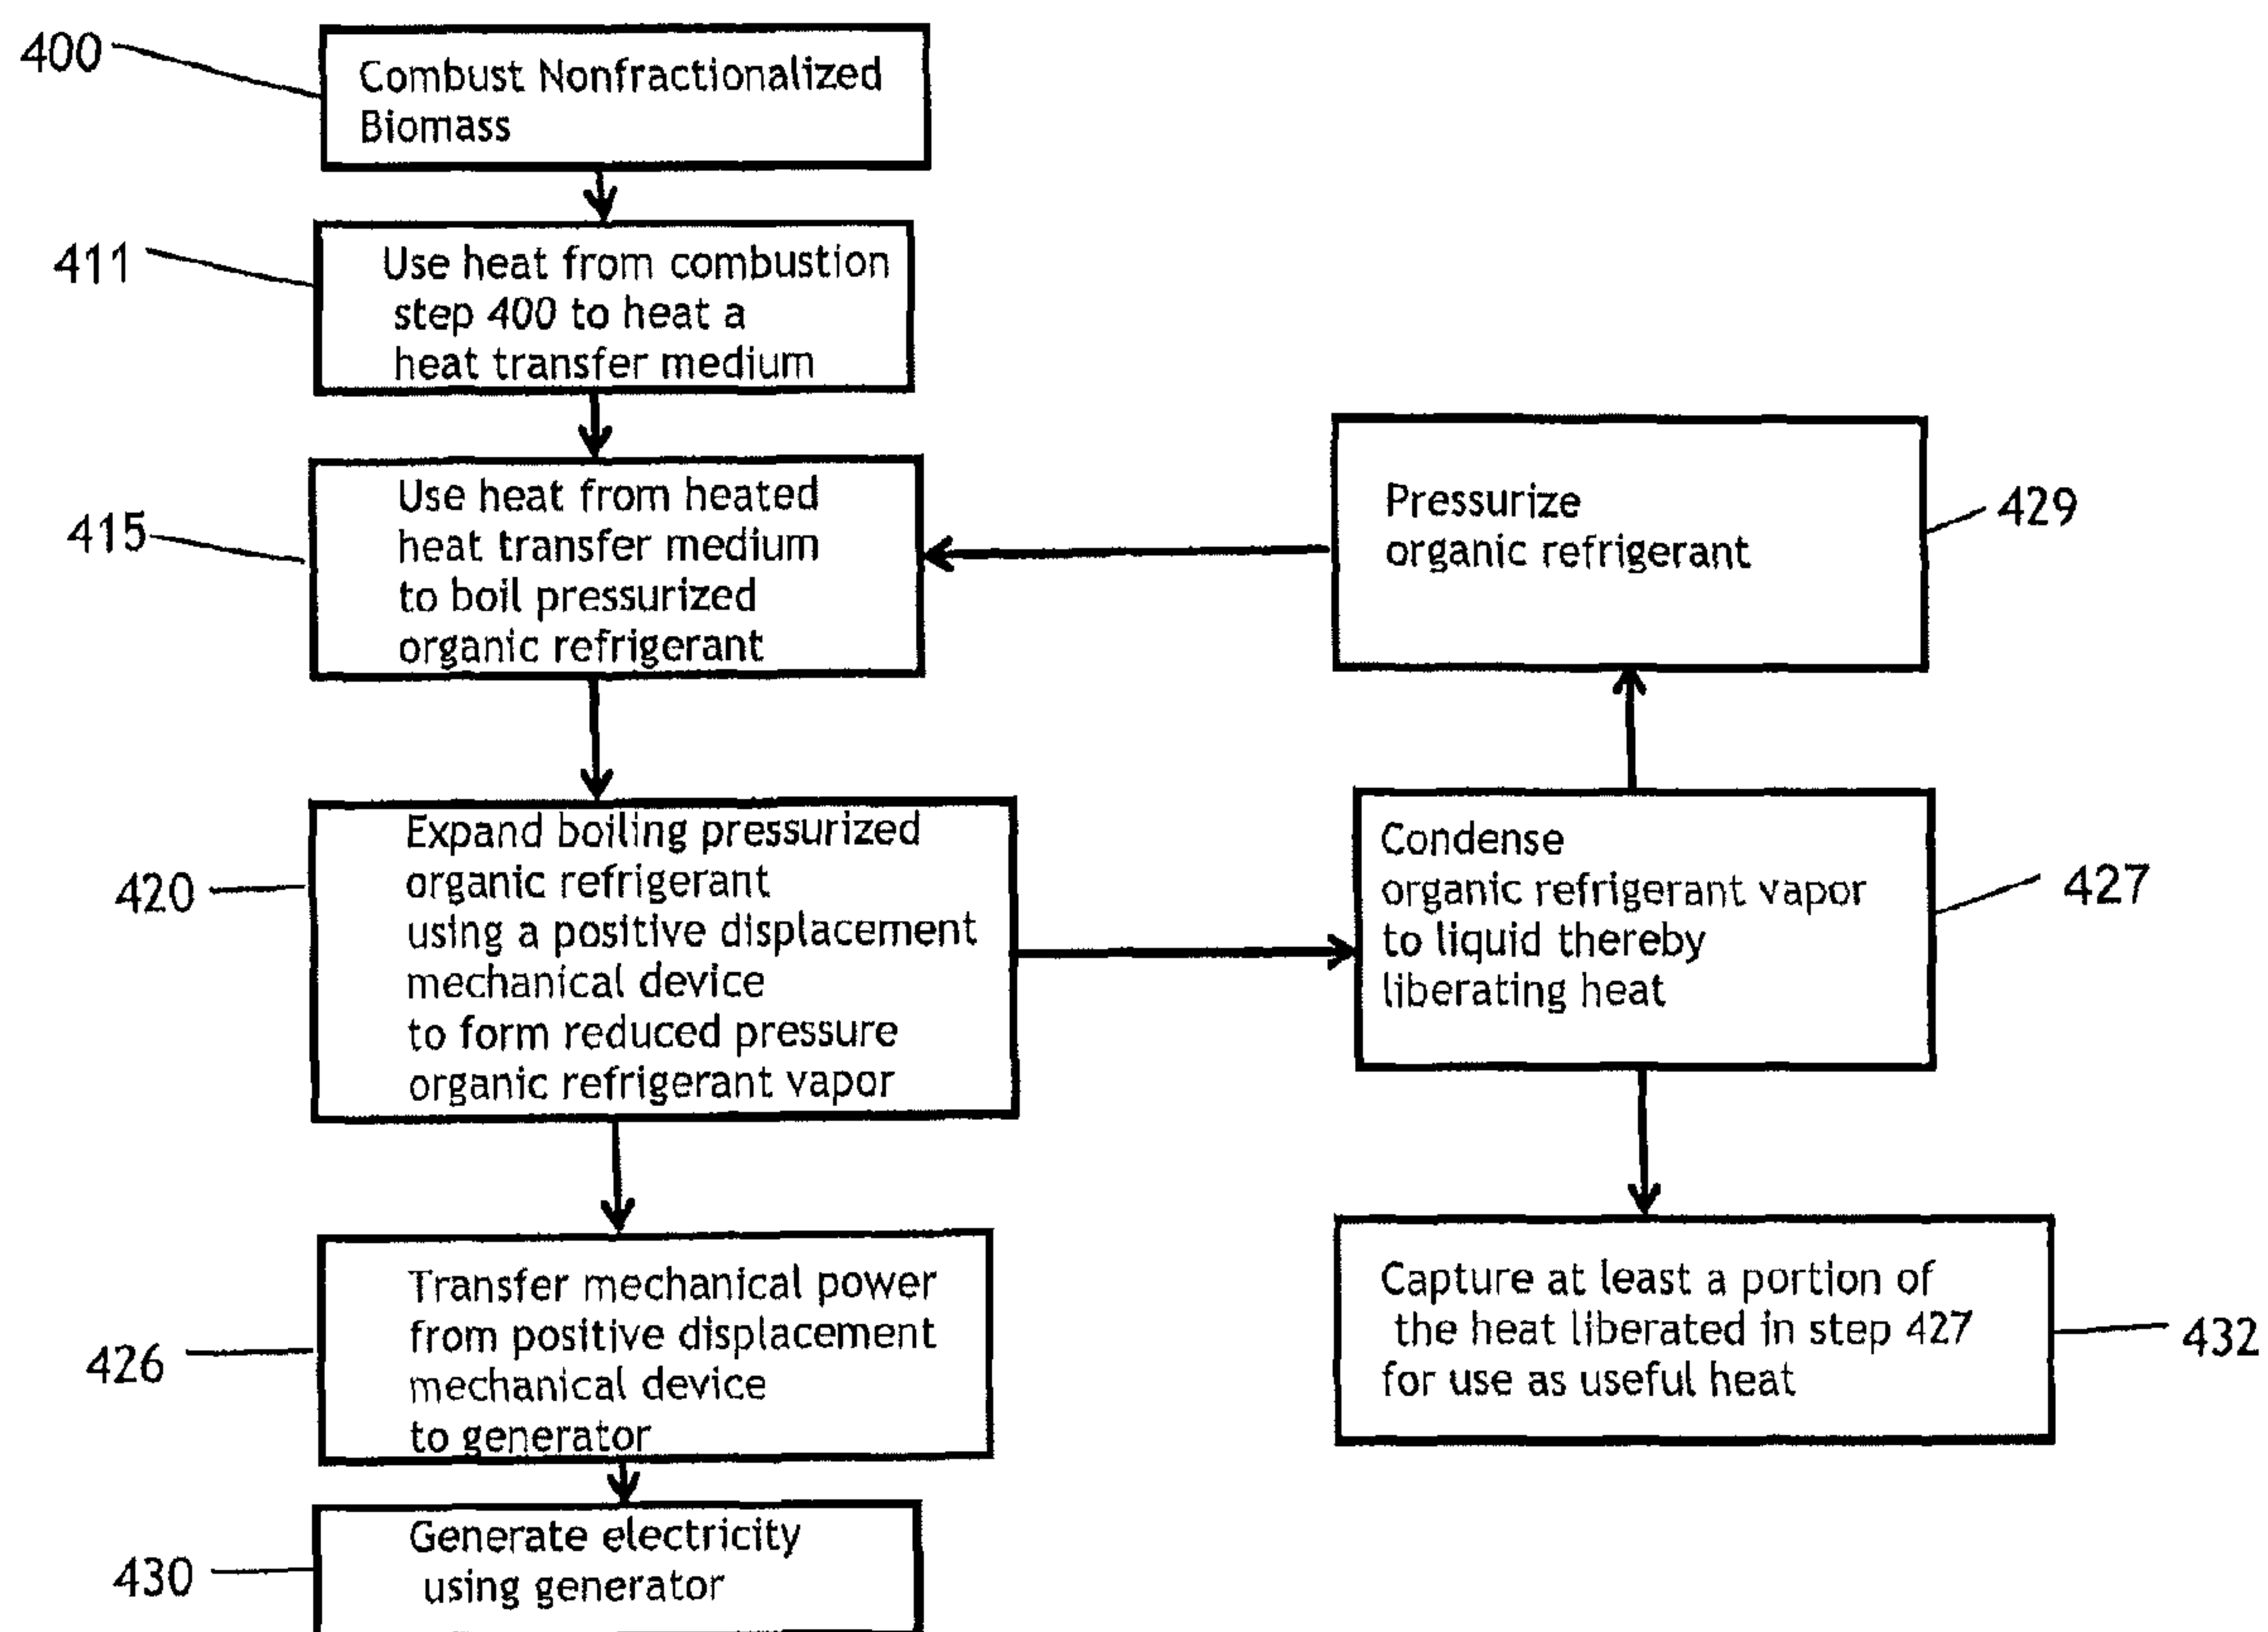 400
Combust Nonfractionalized
Biomass
411
Use heat from combustion
step 400 to heat a
heat transfer medium
415
Use heat from heated
heat transfer medium
to boil pressurized
organic refrigerant
Pressurize
organic refrigerant
429
420
Expand boiling pressurized
organic refrigerant
using a positive displacement
mechanical device
to form reduced pressure
organic refrigerant vapor
Condense
organic refrigerant vapor
to liquid thereby
liberating heat
427
426
Transfer mechanical power
from positive displacement
mechanical device
to generator
Capture at least a portion of
the heat liberated in step 427
for use as useful heat
432
430
Generate electricity
using generator